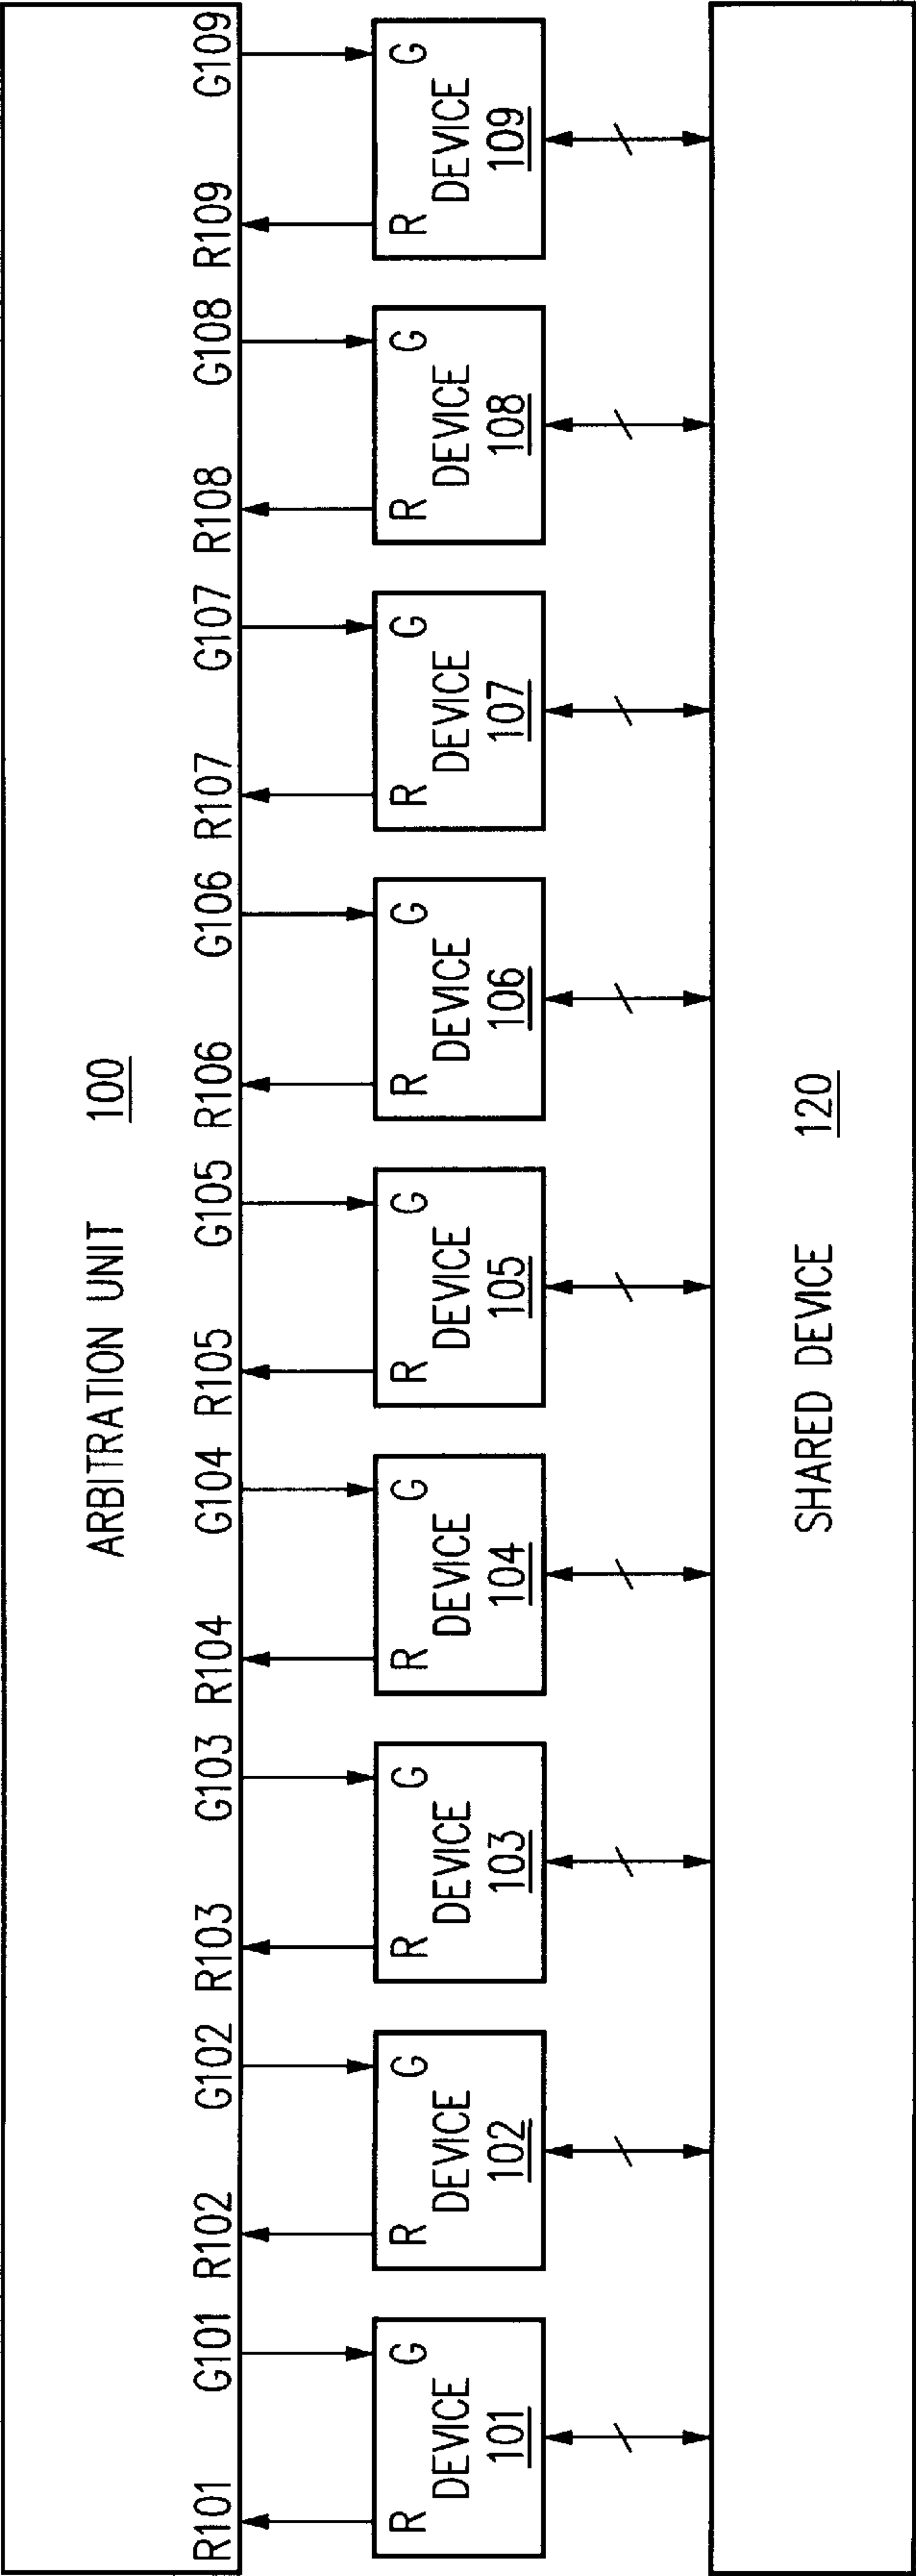 ARBITRATION UNIT 100
R101 G101 R102 G102 R103 G103 R104 G104 R105 G105 R106 G106 R107 G107 R108 G108 R109 G109
R G R G R G R G R G R G R G R G R G
DEVICE DEVICE DEVICE DEVICE DEVICE DEVICE DEVICE DEVICE DEVICE
101 102 103 104 105 106 107 108 109
SHARED DEVICE 120